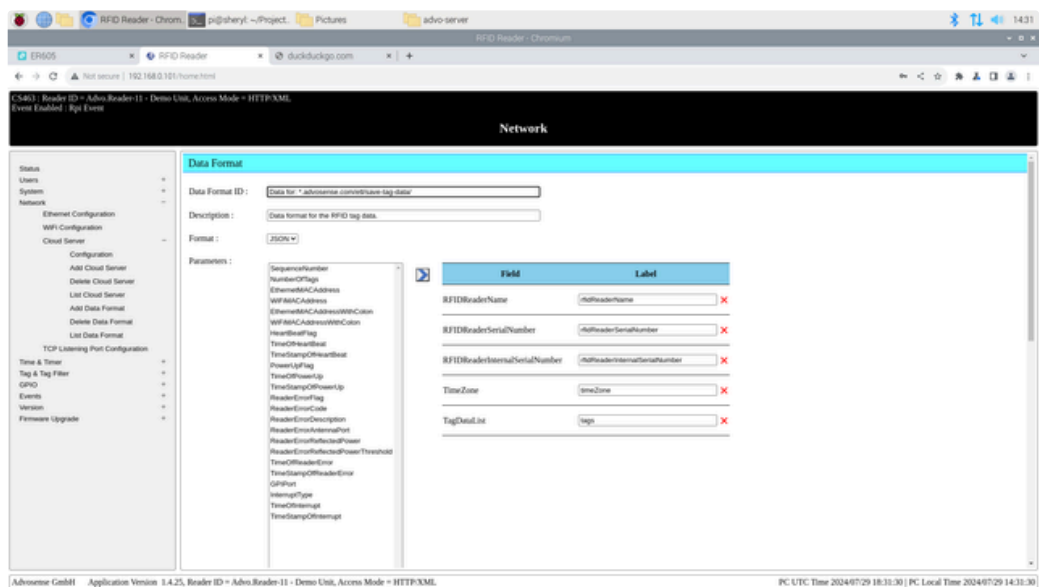 RFID Reader - Chrom.. pi@sheryl: ~/Project.. Pictures advo-server 14:31
RFID Reader - Chromium
ER605 RFID Reader duckduckgo.com
Not secure | 192.168.0.101/home.html
CS463 : Reader ID = Advo.Reader-11 - Demo Unit, Access Mode = HTTP/XML
Event Enabled : Rpi Event
Network
Status
Users
System
Network
Ethernet Configuration
WiFi Configuration
Cloud Server
Configuration
Add Cloud Server
Delete Cloud Server
List Cloud Server
Add Data Format
Delete Data Format
List Data Format
TCP Listening Port Configuration
Time & Timer
Tag & Tag Filter
GPIO
Events
Version
Firmware Upgrade
Data Format
Data Format ID :
Data for: *.advosense.com/etl/save-tag-data/'
Description :
Data format for the RFID tag data.
Format :
JSON
Parameters :
SequenceNumber
NumberOfTags
EthernetMACAddress
WiFiMACAddress
EthernetMACAddressWithColon
WiFiMACAddressWithColon
HeartBeatFlag
TimeOfHeartBeat
TimeStampOfHeartBeat
PowerUpFlag
TimeOfPowerUp
TimeStampOfPowerUp
ReaderErrorFlag
ReaderErrorCode
ReaderErrorDescription
ReaderErrorAntennaPort
ReaderErrorReflectedPower
ReaderErrorReflectedPowerThreshold
TimeOfReaderError
TimeStampOfReaderError
GPIPort
InterruptType
TimeOfInterrupt
TimeStampOfInterrupt
Field Label
RFIDReaderName rfidReaderName
RFIDReaderSerialNumber rfidReaderSerialNumber
RFIDReaderInternalSerialNumber rfidReaderInternalSerialNumber
TimeZone timeZone
TagDataList tags
Advosense GmbH Application Version 1.4.25, Reader ID = Advo.Reader-11 - Demo Unit, Access Mode = HTTP/XML PC UTC Time 2024/07/29 18:31:30 | PC Local Time 2024/07/29 14:31:30